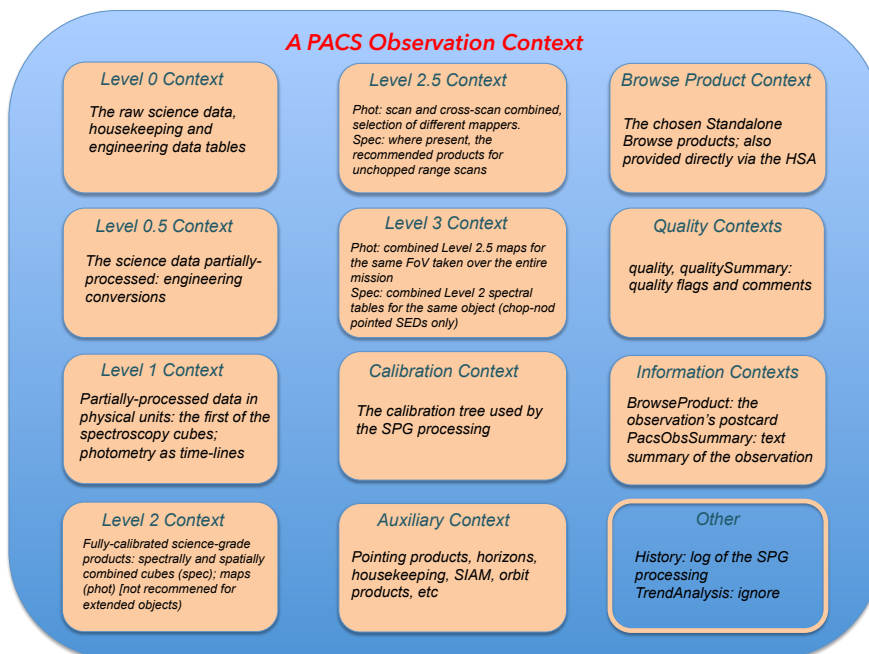 A PACS Observation Context
Level 0 Context
The raw science data,
housekeeping and
engineering data tables
Level 0.5 Context
The science data partially-
processed: engineering
conversions
Level 1 Context
Partially-processed data in
physical units: the first of the
spectroscopy cubes;
photometry as time-lines
Level 2 Context
Fully-calibrated science-grade
products: spectrally and spatially
combined cubes (spec); maps
(phot) [not recommened for
extended objects)
Level 2.5 Context
Phot: scan and cross-scan combined,
selection of different mappers.
Spec: where present, the
recommended products for
unchopped range scans
Level 3 Context
Phot: combined Level 2.5 maps for
the same FoV taken over the entire
mission
Spec: combined Level 2 spectral
tables for the same object (chop-nod
pointed SEDs only)
Calibration Context
The calibration tree used by
the SPG processing
Auxiliary Context
Pointing products, horizons,
housekeeping, SIAM, orbit
products, etc
Browse Product Context
The chosen Standalone
Browse products; also
provided directly via the HSA
Quality Contexts
quality, qualitySummary:
quality flags and comments
Information Contexts
BrowseProduct: the
observation's postcard
PacsObsSummary: text
summary of the observation
Other
History: log of the SPG
processing
TrendAnalysis: ignore